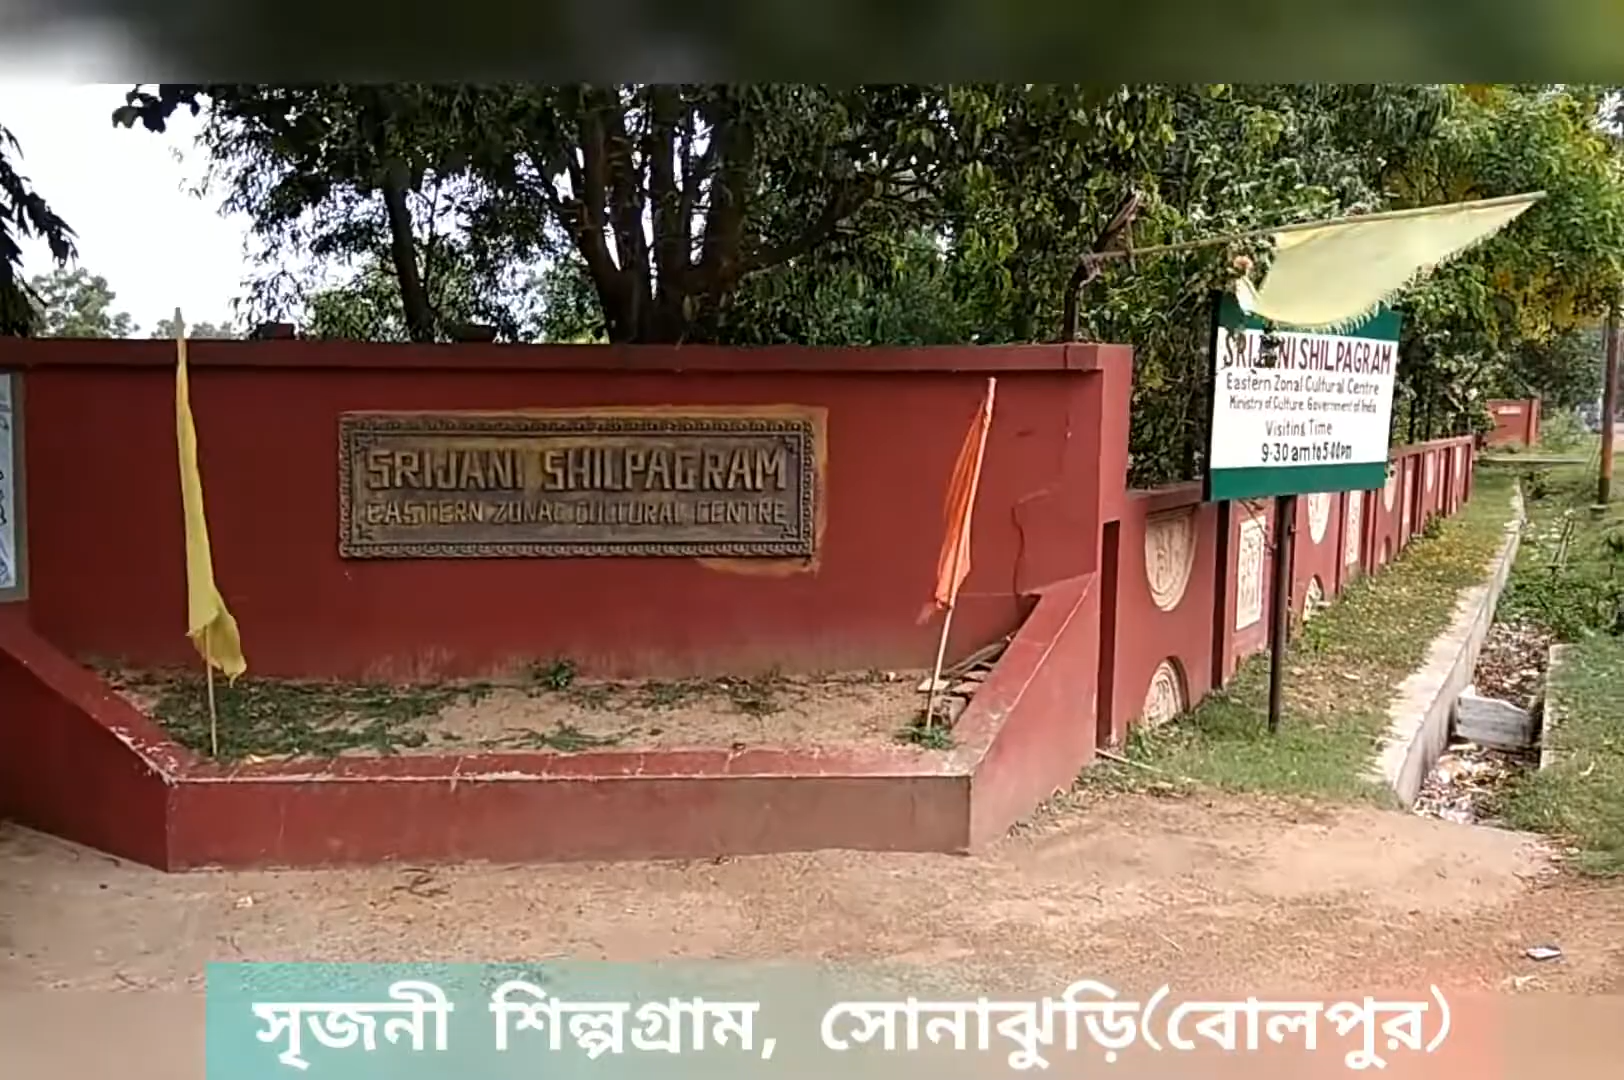 SRIJANI SHILPAGRAM
EASTERN ZONAL CULTURAL CENTRE
SRIJANI SHILPAGRAM
Eastern Zonal Cultural Centre
Ministry of Culture Government of India
Visiting Time
9-30 am to 5-00 pm
সৃজনী শিল্পগ্রাম, সোনাঝুড়ি(বোলপুর)